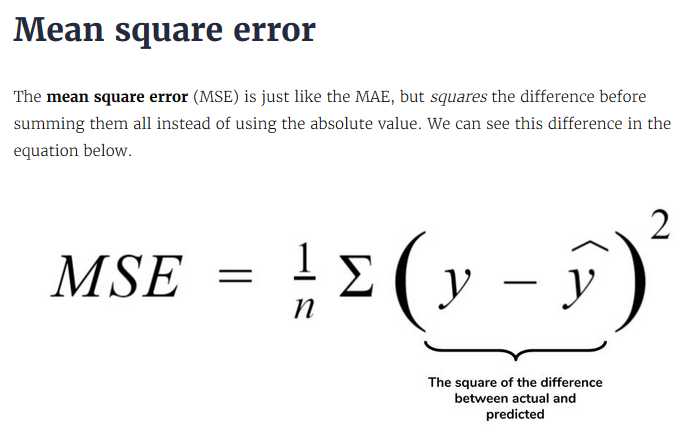 Mean square error
The mean square error (MSE) is just like the MAE, but squares the difference before
summing them all instead of using the absolute value. We can see this difference in the
equation below.
MSE = 1/n Σ(y − ŷ)²
The square of the difference
between actual and
predicted